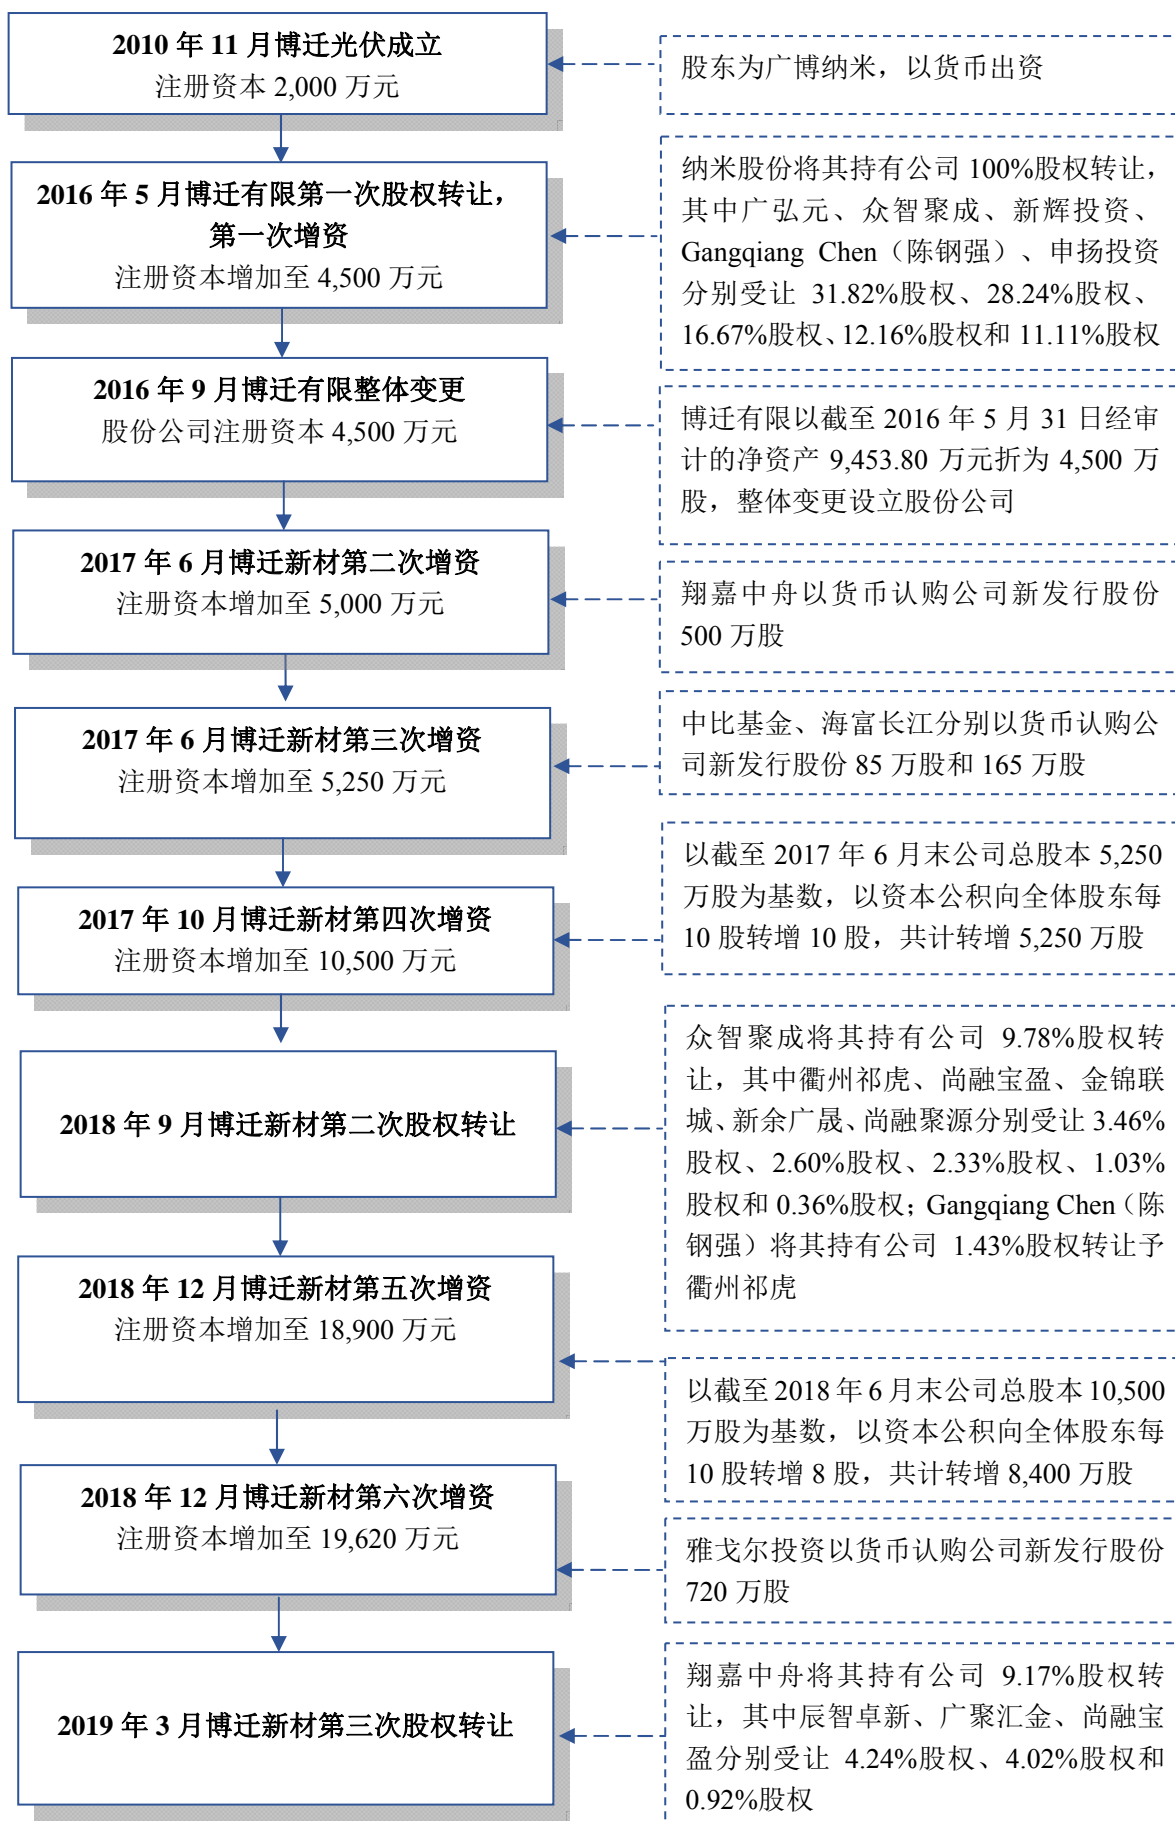 2010 年 11 月博迁光伏成立
注册资本 2,000 万元
股东为广博纳米，以货币出资
2016 年 5 月博迁有限第一次股权转让，
第一次增资
注册资本增加至 4,500 万元
纳米股份将其持有公司 100%股权转让，
其中广弘元、众智聚成、新辉投资、
Gangqiang Chen（陈钢强）、申扬投资
分别受让 31.82%股权、28.24%股权、
16.67%股权、12.16%股权和 11.11%股权
2016 年 9 月博迁有限整体变更
股份公司注册资本 4,500 万元
博迁有限以截至 2016 年 5 月 31 日经审
计的净资产 9,453.80 万元折为 4,500 万
股，整体变更设立股份公司
2017 年 6 月博迁新材第二次增资
注册资本增加至 5,000 万元
翔嘉中舟以货币认购公司新发行股份
500 万股
2017 年 6 月博迁新材第三次增资
注册资本增加至 5,250 万元
中比基金、海富长江分别以货币认购公
司新发行股份 85 万股和 165 万股
2017 年 10 月博迁新材第四次增资
注册资本增加至 10,500 万元
以截至 2017 年 6 月末公司总股本 5,250
万股为基数，以资本公积向全体股东每
10 股转增 10 股，共计转增 5,250 万股
2018 年 9 月博迁新材第二次股权转让
众智聚成将其持有公司 9.78%股权转
让，其中衢州祁虎、尚融宝盈、金锦联
城、新余广晟、尚融聚源分别受让 3.46%
股权、2.60%股权、2.33%股权、1.03%
股权和 0.36%股权；Gangqiang Chen（陈
钢强）将其持有公司 1.43%股权转让予
衢州祁虎
2018 年 12 月博迁新材第五次增资
注册资本增加至 18,900 万元
以截至 2018 年 6 月末公司总股本 10,500
万股为基数，以资本公积向全体股东每
10 股转增 8 股，共计转增 8,400 万股
2018 年 12 月博迁新材第六次增资
注册资本增加至 19,620 万元
雅戈尔投资以货币认购公司新发行股份
720 万股
2019 年 3 月博迁新材第三次股权转让
翔嘉中舟将其持有公司 9.17%股权转
让，其中辰智卓新、广聚汇金、尚融宝
盈分别受让 4.24%股权、4.02%股权和
0.92%股权